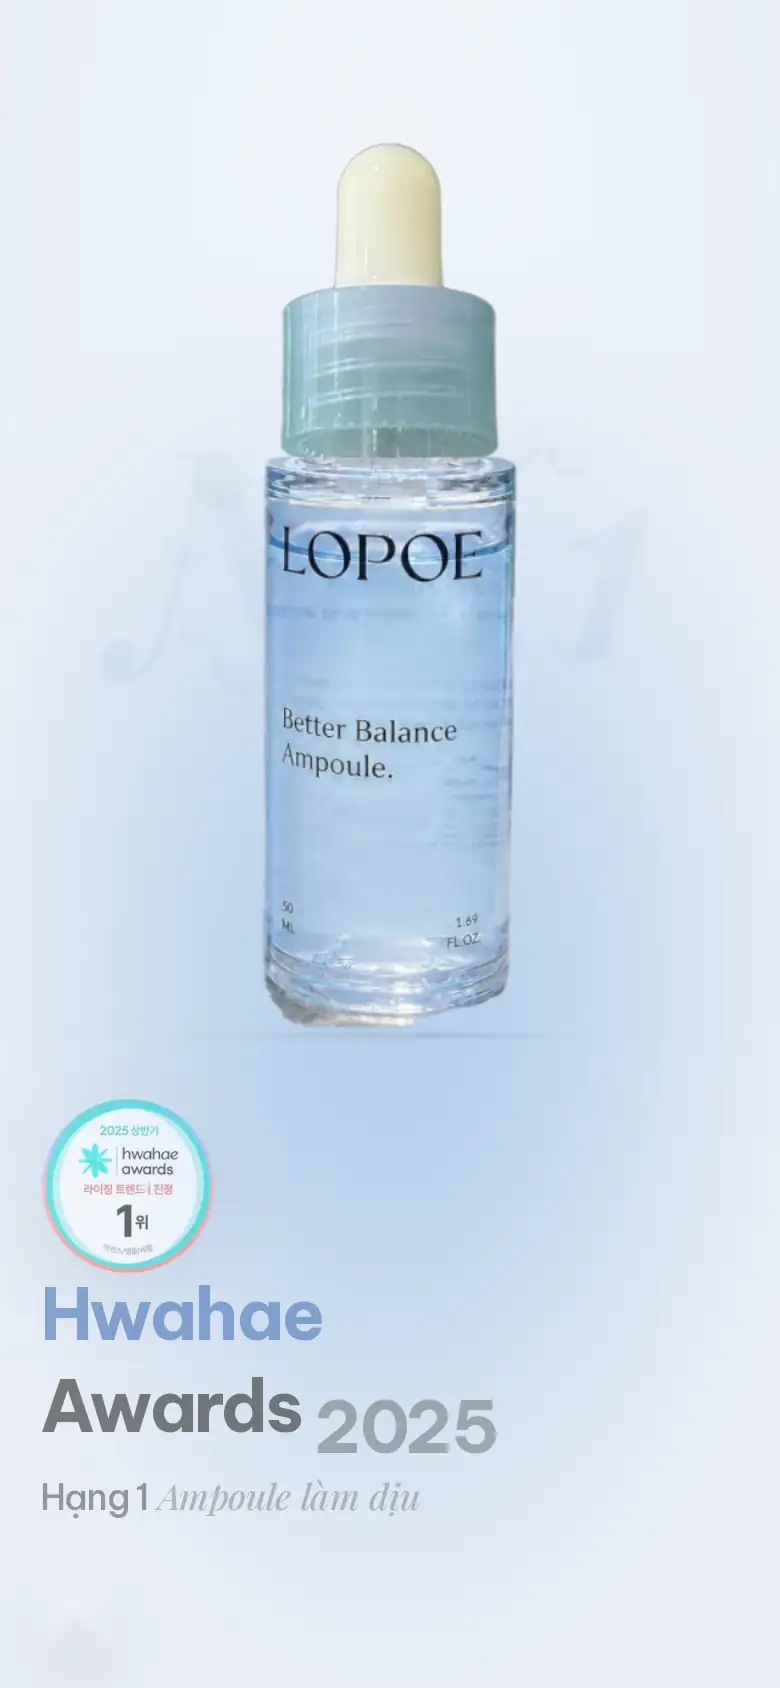 LOPOE
Better Balance
Ampoule.
50
ML
1.69
FL.OZ.
2025 상반기
hwahae
awards
라이징 트렌드 | 진정
1위
Hwahae
Awards 2025
Hạng 1 Ampoule làm dịu